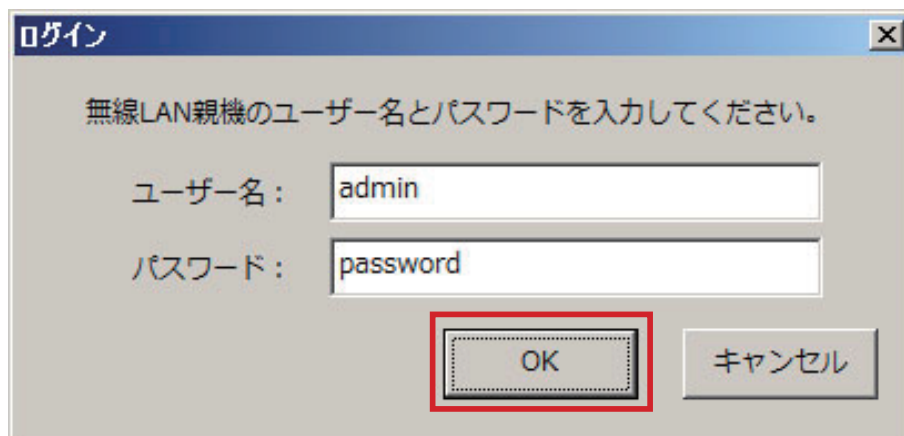 ログイン
無線LAN親機のユーザー名とパスワードを入力してください。
ユーザー名： admin
パスワード： password
OK キャンセル